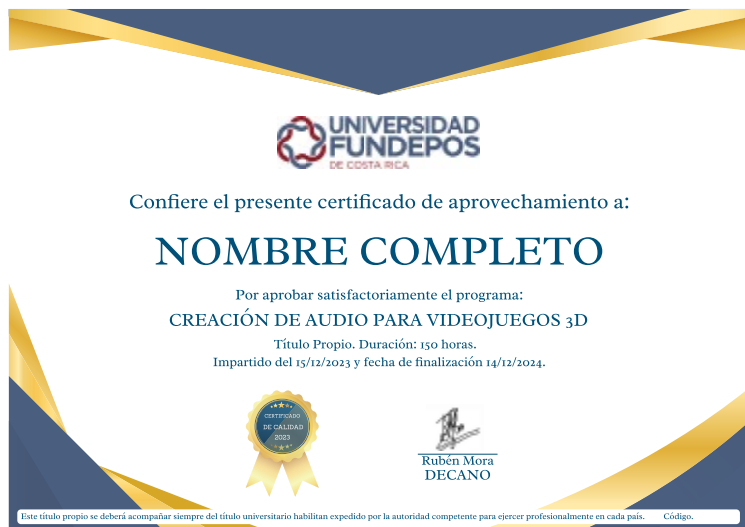 UNIVERSIDAD
FUNDEPOS
DE COSTA RICA
Confiere el presente certificado de aprovechamiento a:
NOMBRE COMPLETO
Por aprobar satisfactoriamente el programa:
CREACIÓN DE AUDIO PARA VIDEOJUEGOS 3D
Título Propio. Duración: 150 horas.
Impartido del 15/12/2023 y fecha de finalización 14/12/2024.
CERTIFICADO
DE CALIDAD
2023
Rubén Mora
DECANO
Este título propio se deberá acompañar siempre del título universitario habilitan expedido por la autoridad competente para ejercer profesionalmente en cada país. Código.